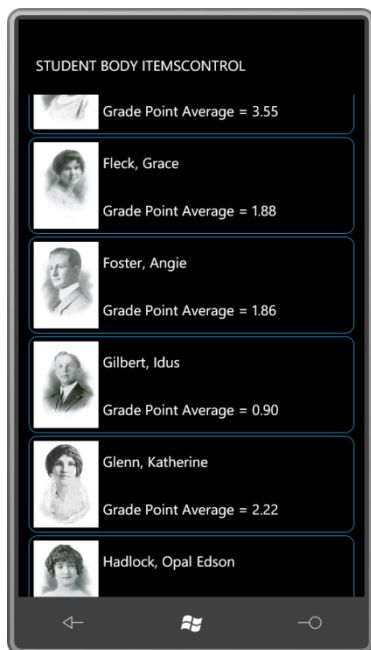 STUDENT BODY ITEMSCONTROL
Grade Point Average = 3.55
Fleck, Grace
Grade Point Average = 1.88
Foster, Angie
Grade Point Average = 1.86
Gilbert, Idus
Grade Point Average = 0.90
Glenn, Katherine
Grade Point Average = 2.22
Hadlock, Opal Edson